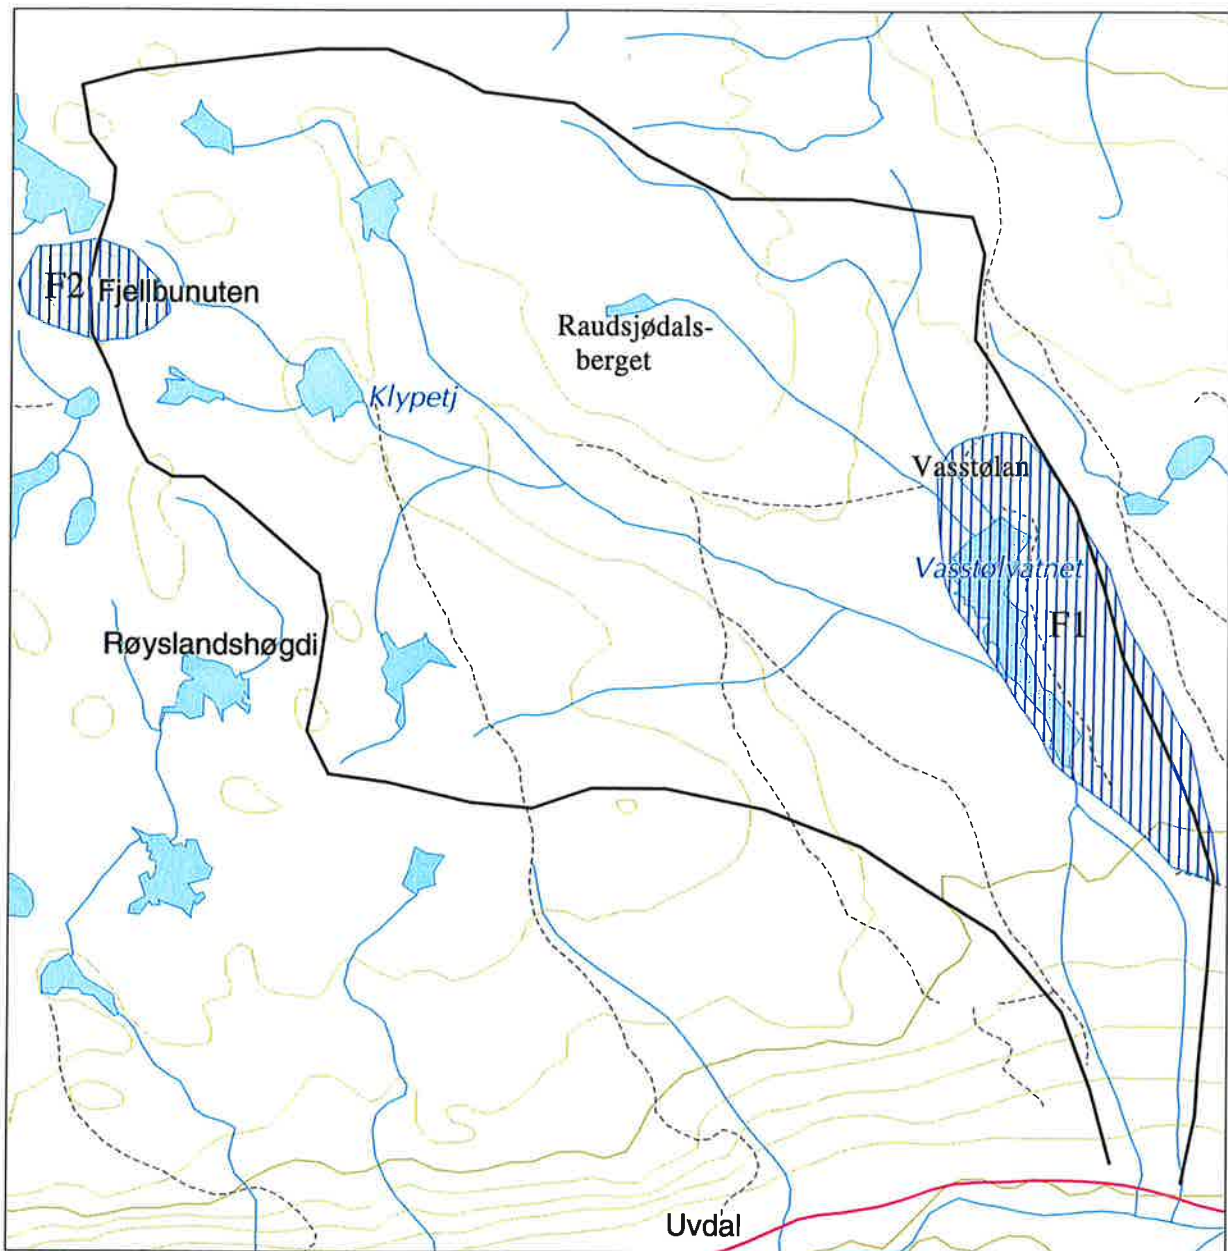 F2 Fjellbunuten
Raudsjødals-
berget
Klypetj
Vasstølan
Vasstølvatnet
F1
Røyslandshøgdi
Uvdal